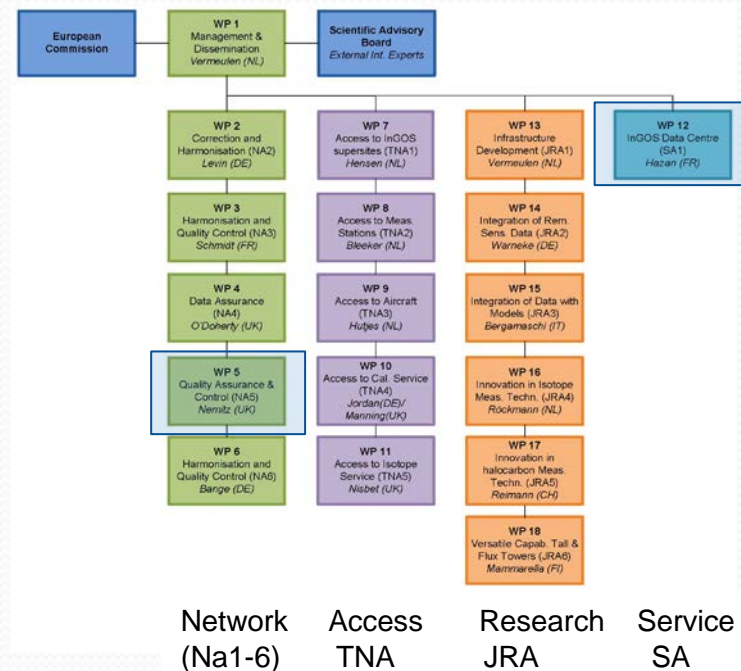 European
Commission
WP 1
Management &
Dissemination
Vermeulen (NL)
Scientific Advisory
Board
External Int. Experts
WP 2
Correction and
Harmonisation (NA2)
Levin (DE)
WP 3
Harmonisation and
Quality Control (NA3)
Schmidt (FR)
WP 4
Data Assurance
(NA4)
O'Doherty (UK)
WP 5
Quality Assurance &
Control (NA5)
Nemitz (UK)
WP 6
Harmonisation and
Quality Control (NA6)
Bange (DE)
WP 7
Access to InGOS
supersites (TNA1)
Hensen (NL)
WP 8
Access to Meas.
Stations (TNA2)
Bleeker (NL)
WP 9
Access to Aircraft
(TNA3)
Hutjes (NL)
WP 10
Access to Cal. Service
(TNA4)
Jordan(DE)/
Manning(UK)
WP 11
Access to Isotope
Service (TNA5)
Nisbet (UK)
WP 13
Infrastructure
Development (JRA1)
Vermeulen (NL)
WP 14
Integration of Rem.
Sens. Data (JRA2)
Warneke (DE)
WP 15
Integration of Data with
Models (JRA3)
Bergamaschi (IT)
WP 16
Innovation in Isotope
Meas. Techn. (JRA4)
Röckmann (NL)
WP 17
Innovation in
halocarbon Meas.
Techn. (JRA5)
Reimann (CH)
WP 18
Versatile Capab. Tall &
Flux Towers (JRA6)
Mammarella (FI)
WP 12
InGOS Data Centre
(SA1)
Hazan (FR)
Network Access Research Service
(Na1-6) TNA JRA SA